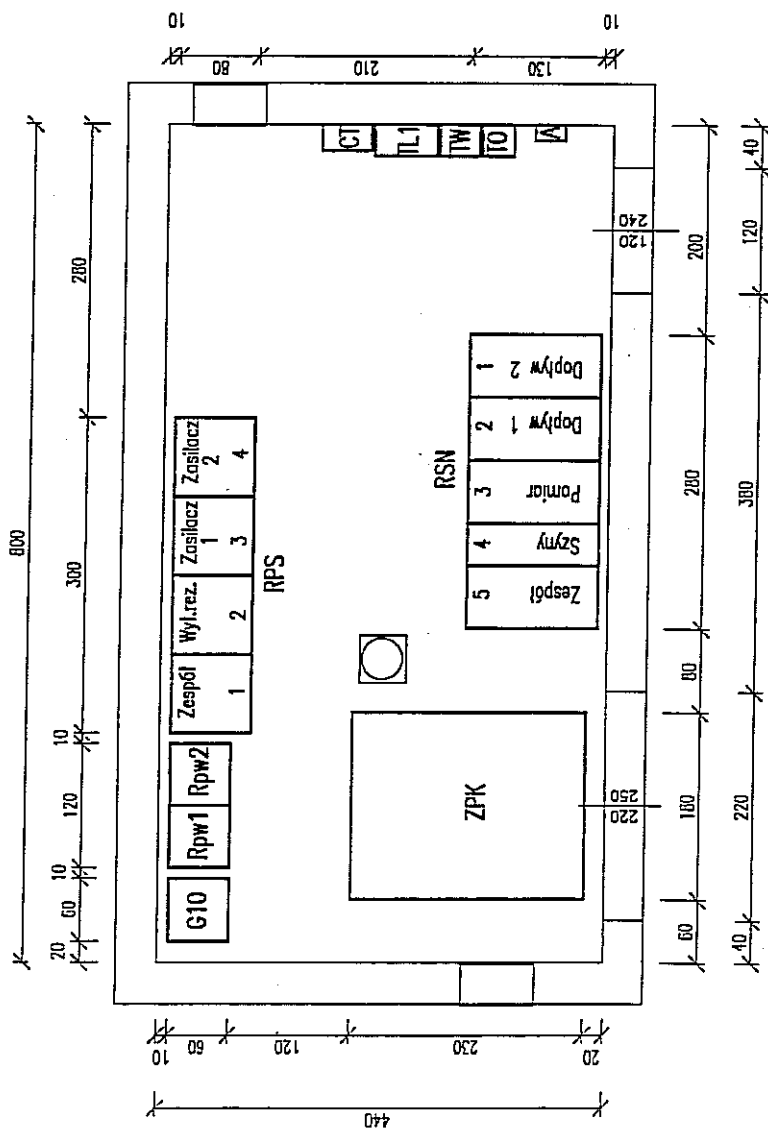 800
20 60 10 120 10 300 280
G10 Rpw1 Rpw2
Zespół 1
Wył.rez. 2
Zasilacz 1 3
Zasilacz 2 4
RPS
10 60 120 230 20
440
10 80 210 130 10
CT
TL1
TW
TO
ZPK
RSN
5 Zespół
4 Szyny
3 Pomiar
2 Dopływ 1
1 Dopływ 2
250
220
240
120
60 180 80 280 200
40 220 380 120 40